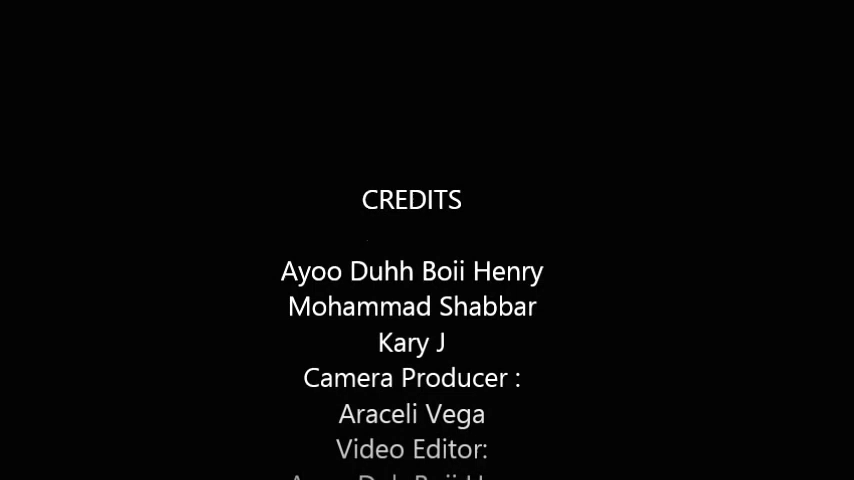 CREDITS
Ayoo Duhh Boii Henry
Mohammad Shabbar
Kary J
Camera Producer :
Araceli Vega
Video Editor: